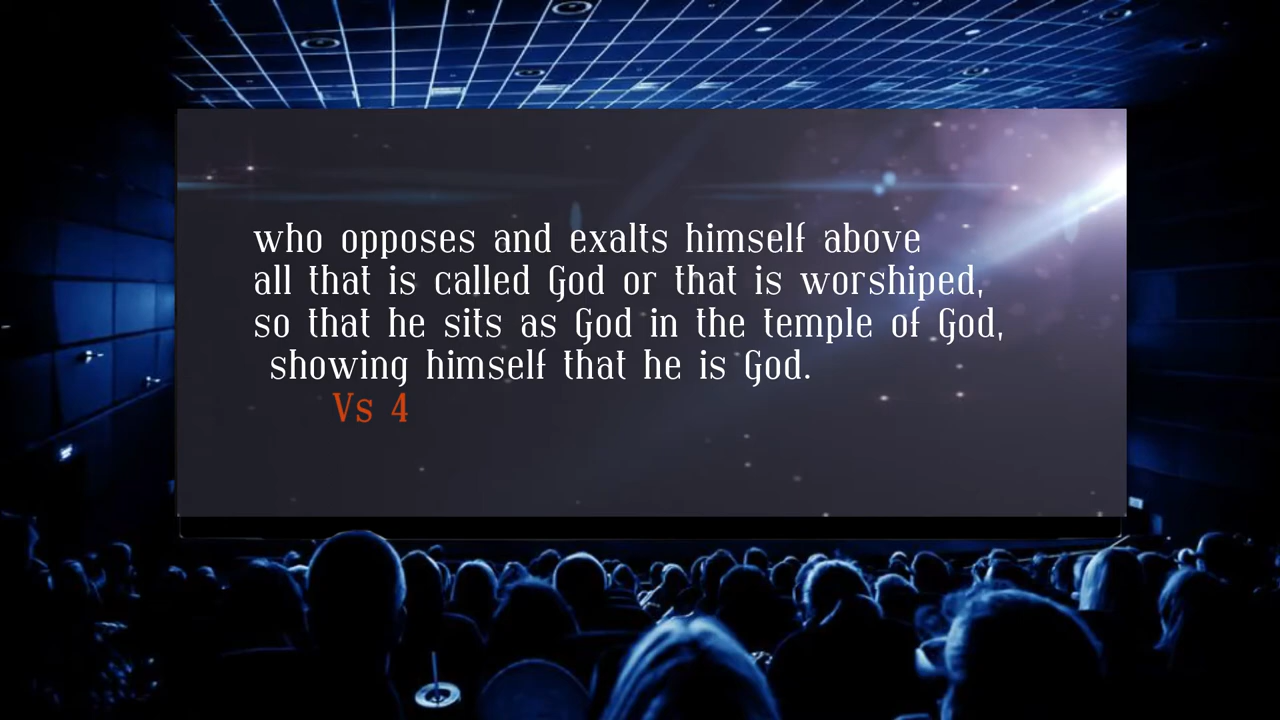 who opposes and exalts himself above
all that is called God or that is worshiped,
so that he sits as God in the temple of God,
showing himself that he is God.
Vs 4